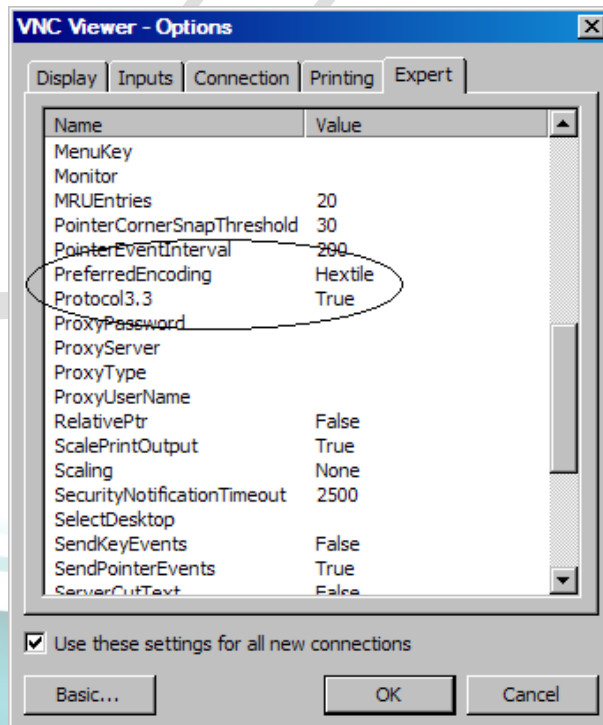 VNC Viewer - Options
Display Inputs Connection Printing Expert
Name Value
MenuKey
Monitor
MRUEntries 20
PointerCornerSnapThreshold 30
PointerEventInterval 200
PreferredEncoding Hextile
Protocol3.3 True
ProxyPassword
ProxyServer
ProxyType
ProxyUserName
RelativePtr False
ScalePrintOutput True
Scaling None
SecurityNotificationTimeout 2500
SelectDesktop
SendKeyEvents False
SendPointerEvents True
ServerCutText False
Use these settings for all new connections
Basic... OK Cancel